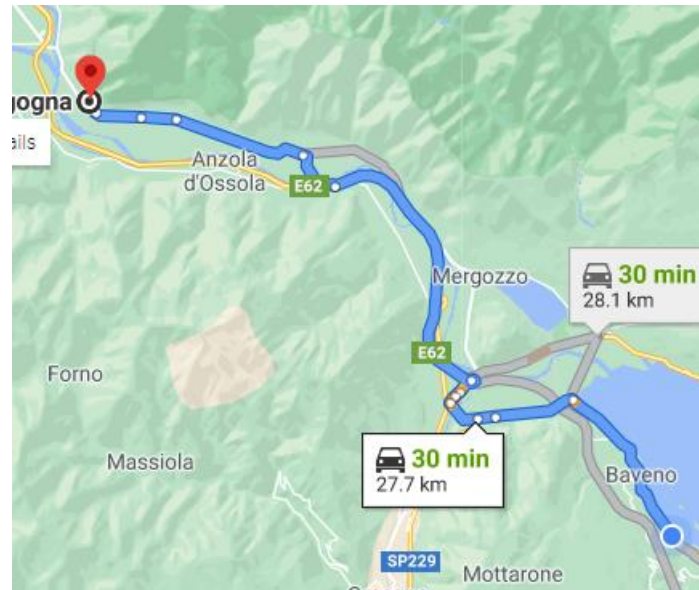 gogna
ails
Anzola
d'Ossola
E62
Mergozzo
30 min
28.1 km
E62
Forno
30 min
27.7 km
Massiola
Baveno
SP229
Mottarone